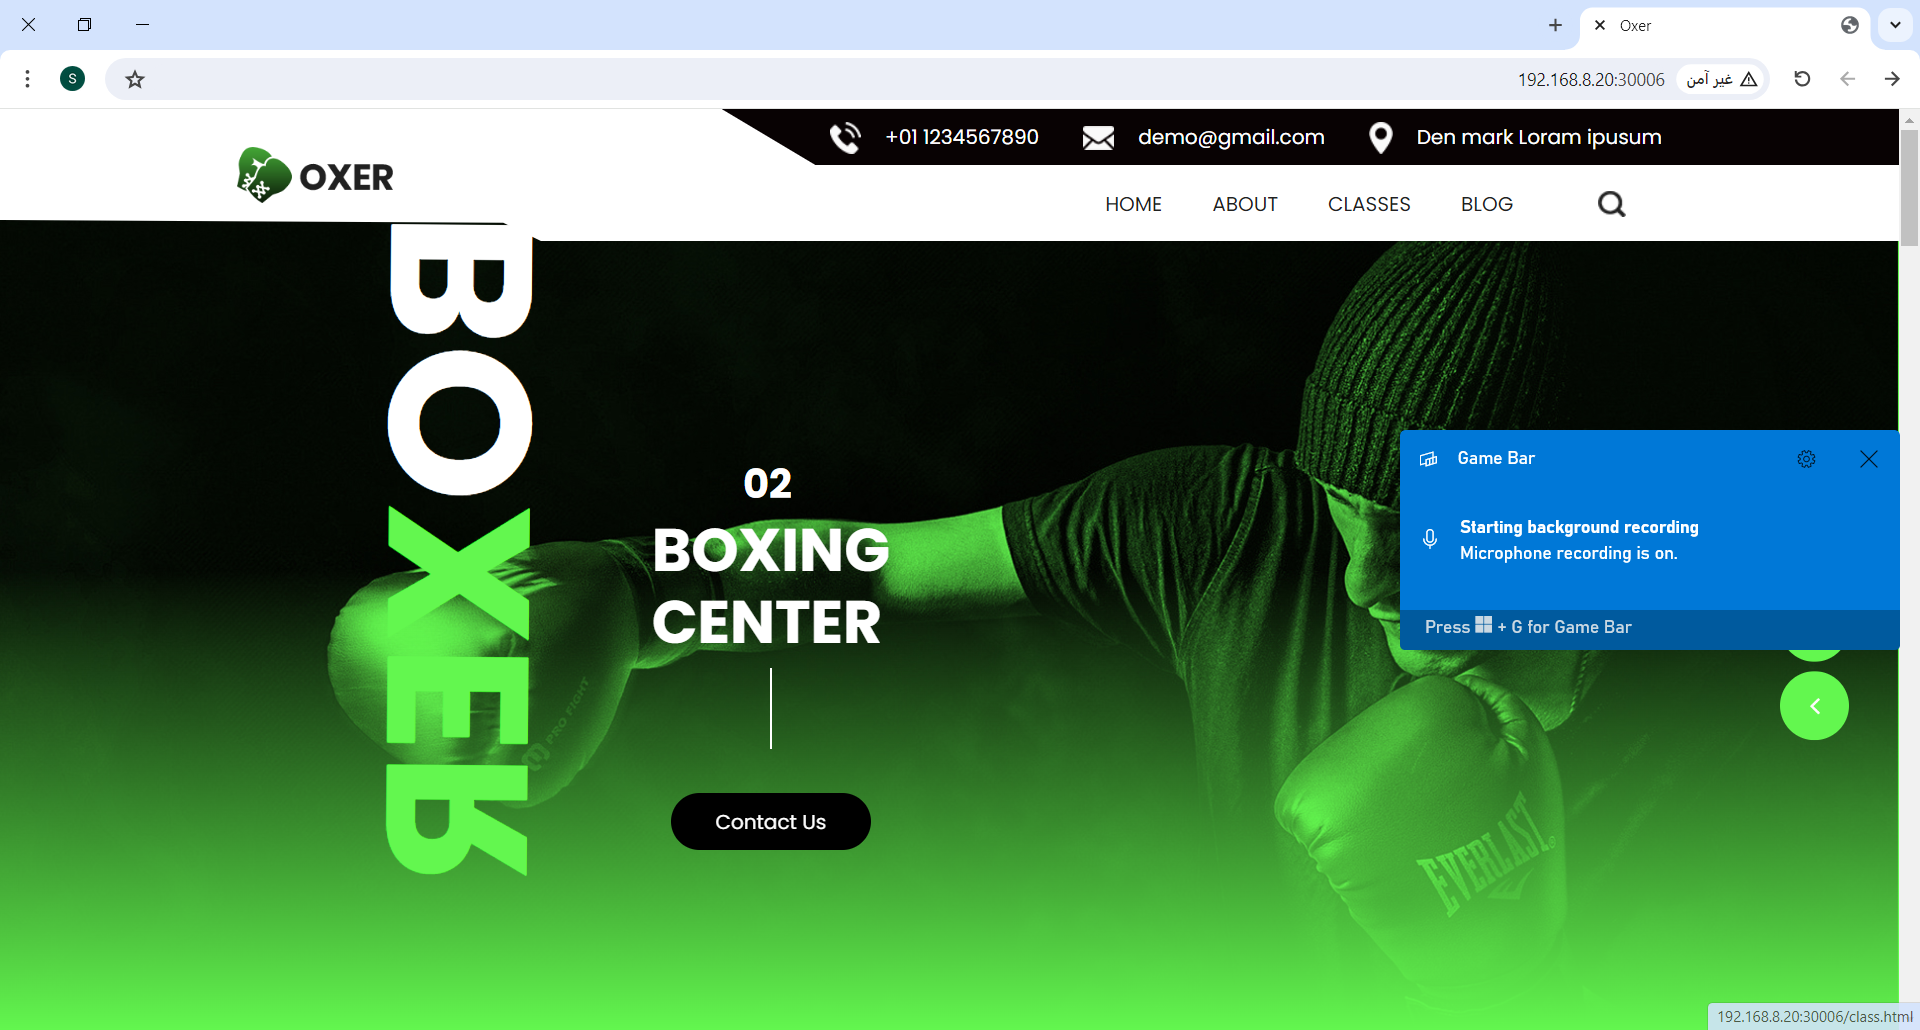 Oxer
S
192.168.8.20:30006
غير آمن
+01 1234567890
demo@gmail.com
Den mark Loram ipusum
OXER
HOME
ABOUT
CLASSES
BLOG
BOXER
02
BOXING
CENTER
Contact Us
PRO FIGHT
EVERLAST
Game Bar
Starting background recording
Microphone recording is on.
Press + G for Game Bar
192.168.8.20:30006/class.html